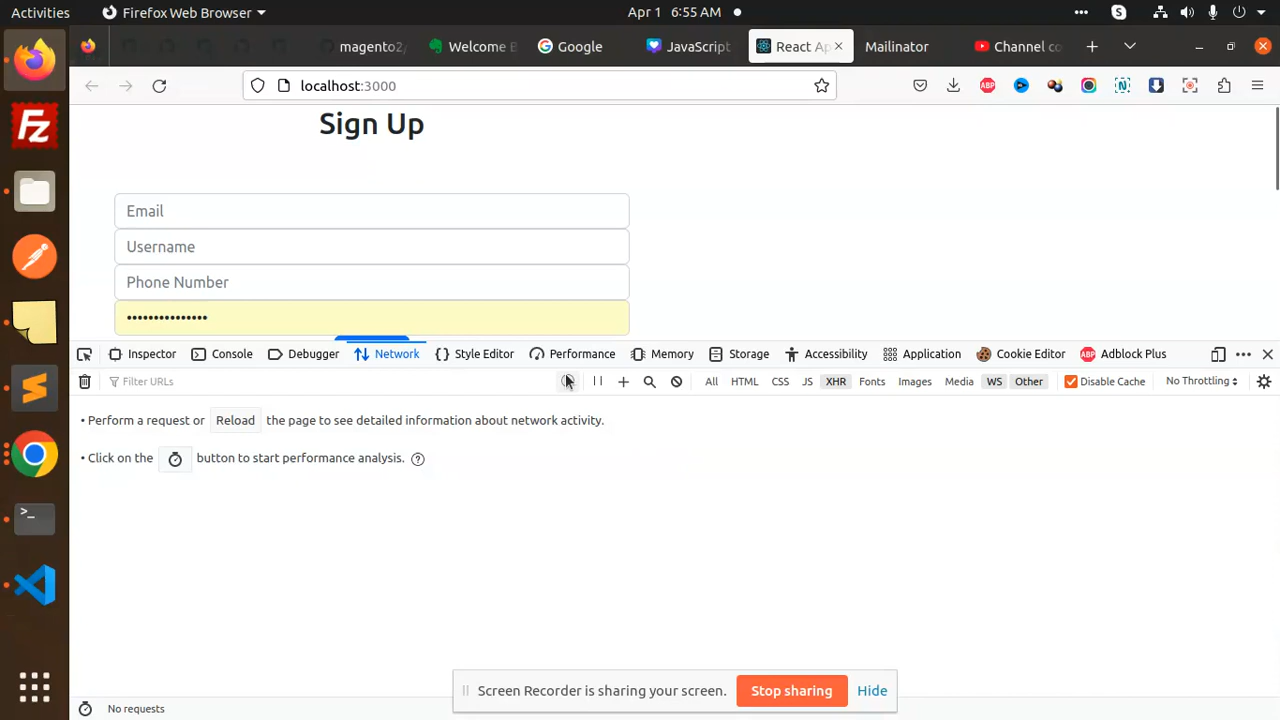 Activities Firefox Web Browser Apr 1 6:55 AM
magento2 Welcome B Google JavaScript React Ap Mailinator Channel co
localhost:3000
Sign Up
Email
Username
Phone Number
•••••••••••••••
Inspector Console Debugger Network Style Editor Performance Memory Storage Accessibility Application Cookie Editor Adblock Plus
Filter URLs All HTML CSS JS XHR Fonts Images Media WS Other Disable Cache No Throttling
• Perform a request or Reload the page to see detailed information about network activity.
• Click on the button to start performance analysis.
Screen Recorder is sharing your screen. Stop sharing Hide
No requests